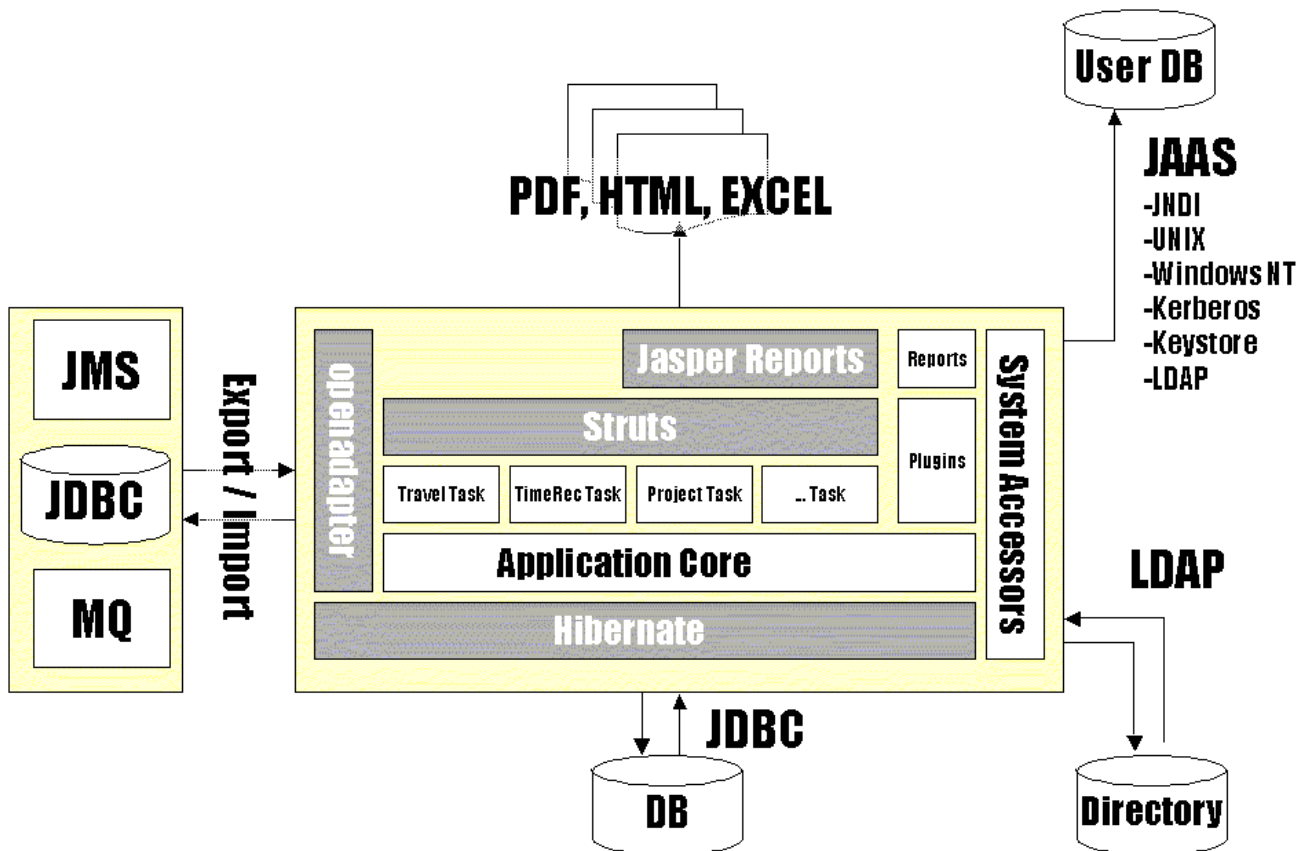 User DB
JAAS
-JNDI
-UNIX
-Windows NT
-Kerberos
-Keystore
-LDAP
PDF, HTML, EXCEL
JMS
JDBC
MQ
Export / Import
openadapter
Jasper Reports
Reports
Struts
Plugins
Travel Task
TimeRec Task
Project Task
... Task
Application Core
Hibernate
System Accessors
LDAP
JDBC
DB
Directory